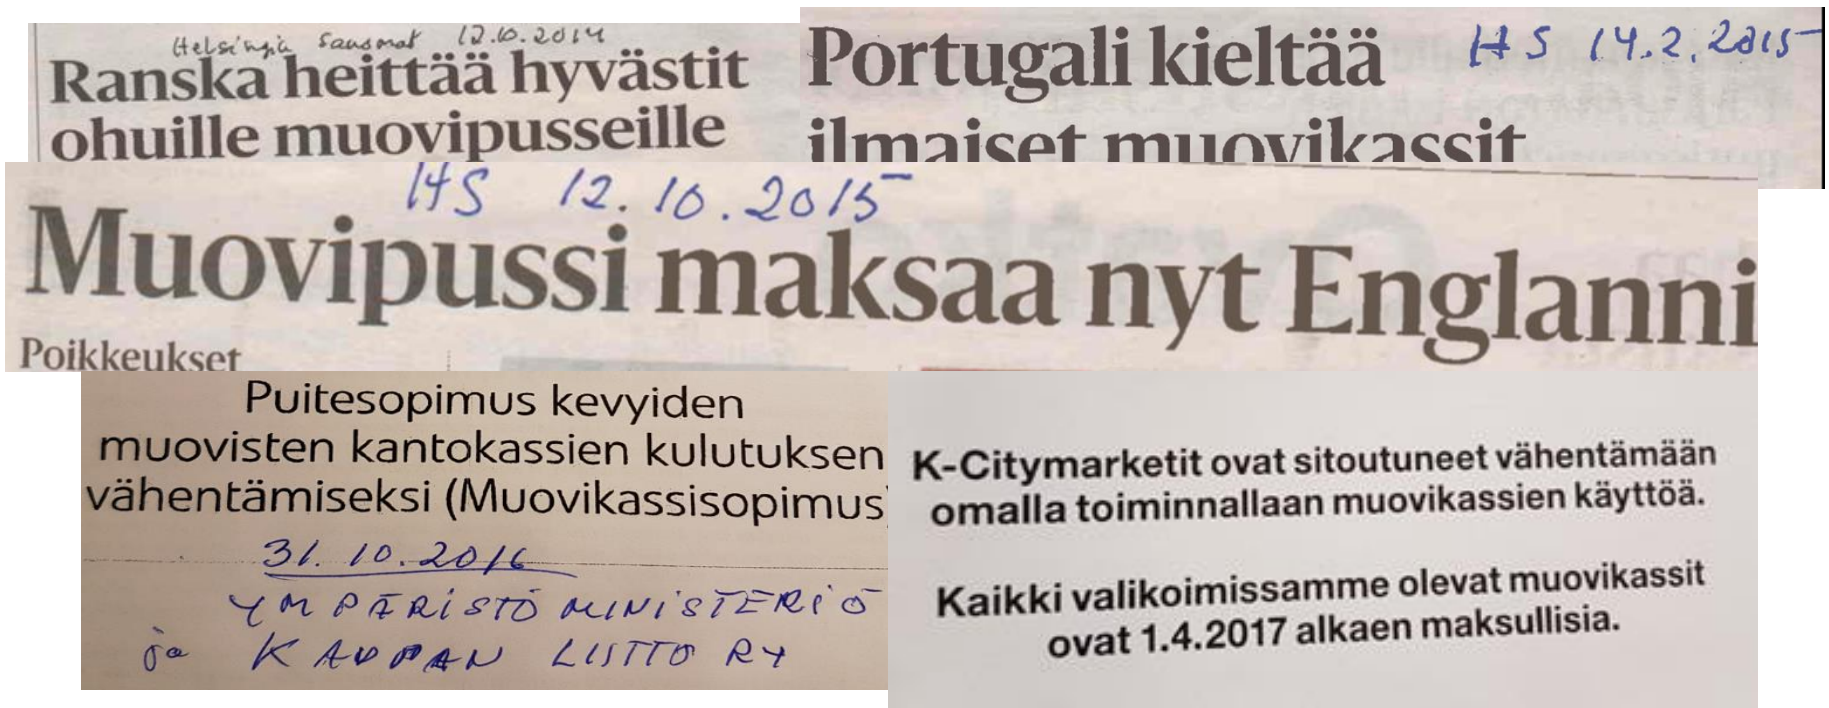 Helsingin Sanomat 12.10.2014
Ranska heittää hyvästit
ohuille muovipusseille
Portugali kieltää
HS 14.2.2015
ilmaiset muovikassit
HS 12.10.2015
Muovipussi maksaa nyt Englanni
Poikkeukset
Puitesopimus kevyiden
muovisten kantokassien kulutuksen
vähentämiseksi (Muovikassisopimus)
31.10.2016
YMPÄRISTÖMINISTERIÖ
ja KAUPAN LIITTO RY
K-Citymarketit ovat sitoutuneet vähentämään
omalla toiminnallaan muovikassien käyttöä.
Kaikki valikoimissamme olevat muovikassit
ovat 1.4.2017 alkaen maksullisia.